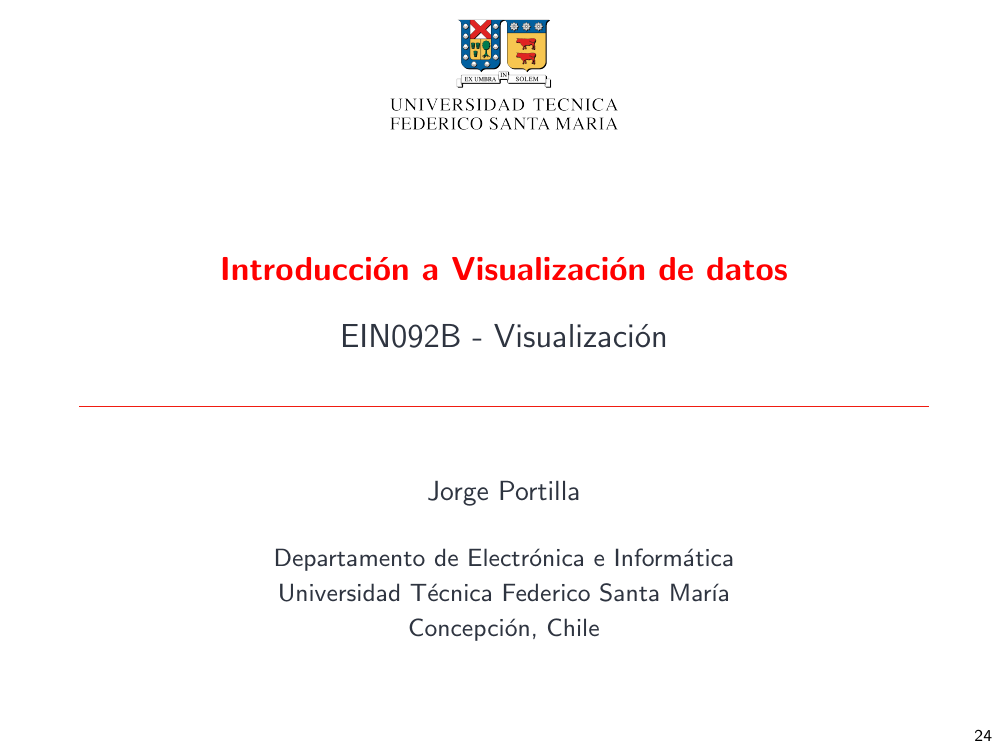 EX UMBRA IN SOLEM
UNIVERSIDAD TECNICA
FEDERICO SANTA MARIA
Introducción a Visualización de datos
EIN092B - Visualización
Jorge Portilla
Departamento de Electrónica e Informática
Universidad Técnica Federico Santa María
Concepción, Chile
24